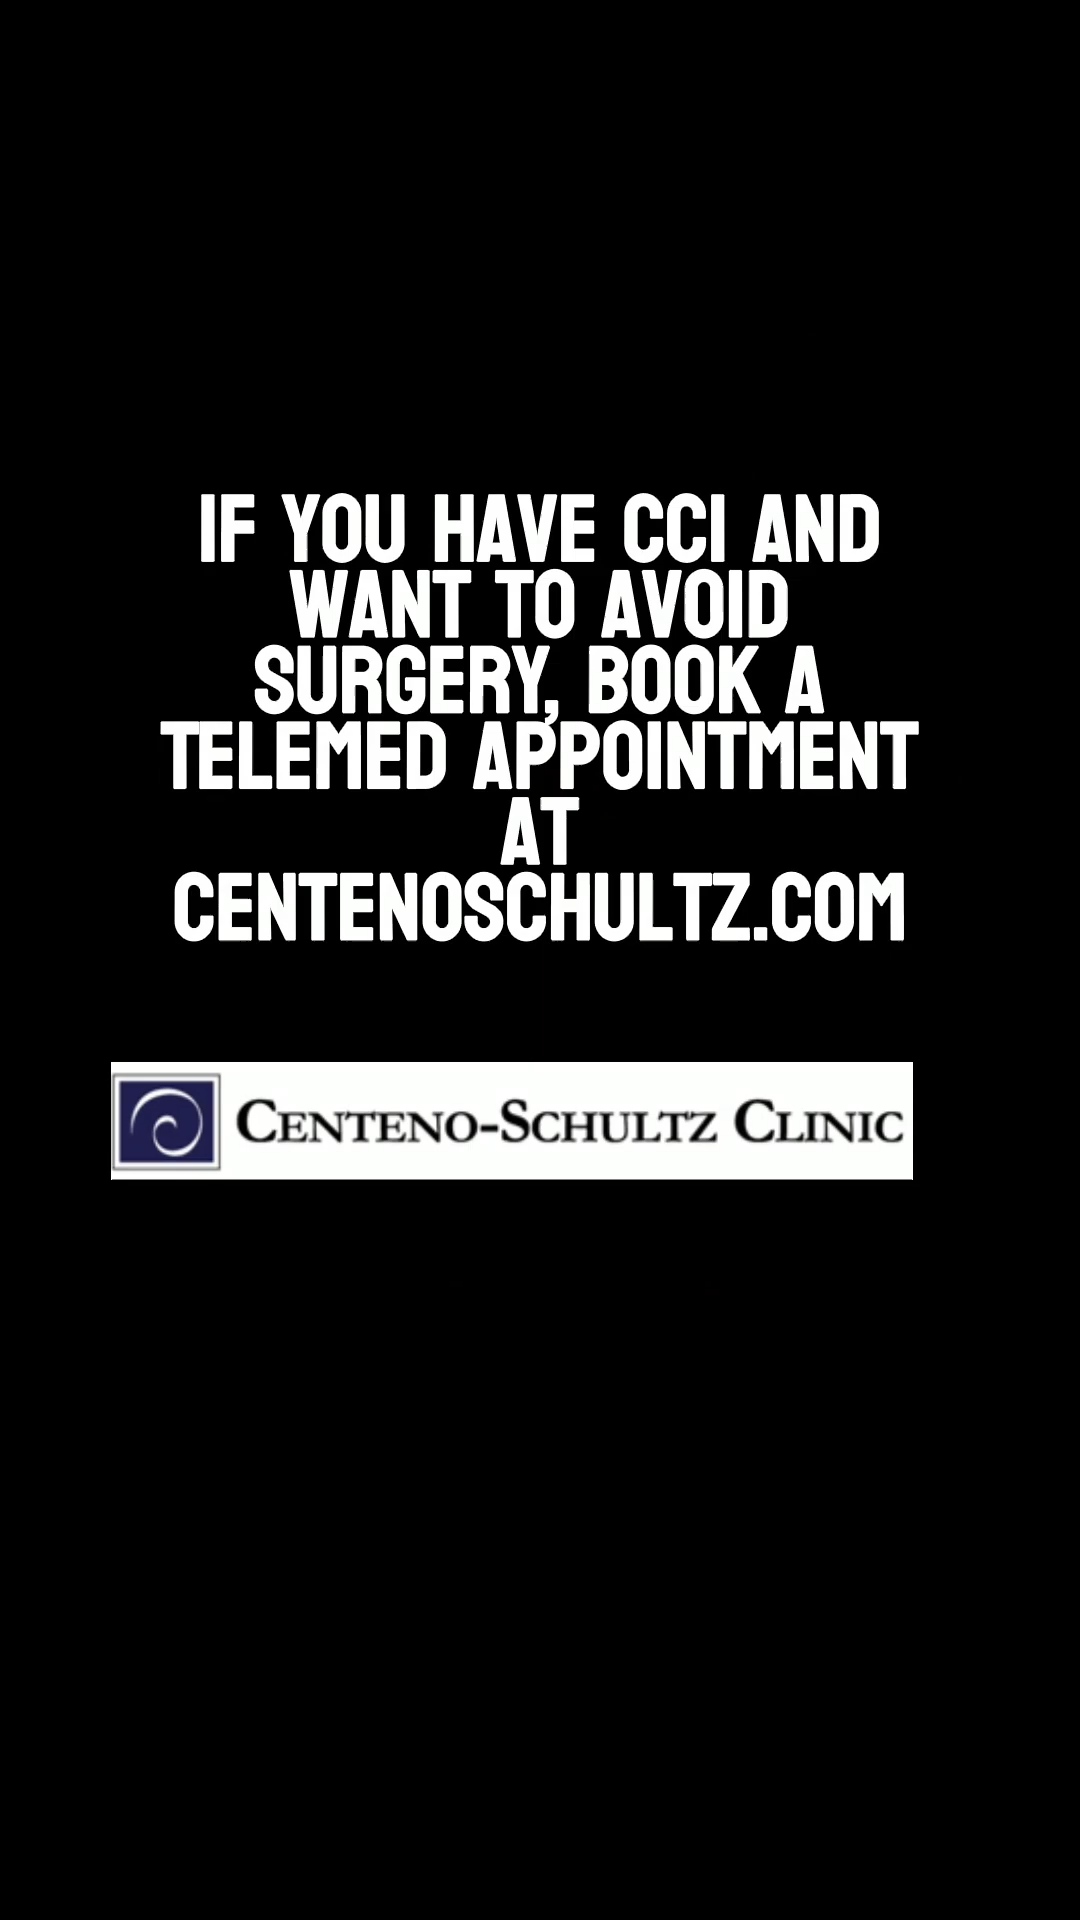 IF YOU HAVE CCI AND
WANT TO AVOID
SURGERY, BOOK A
TELEMED APPOINTMENT
AT
CENTENOSCHULTZ.COM
CENTENO-SCHULTZ CLINIC